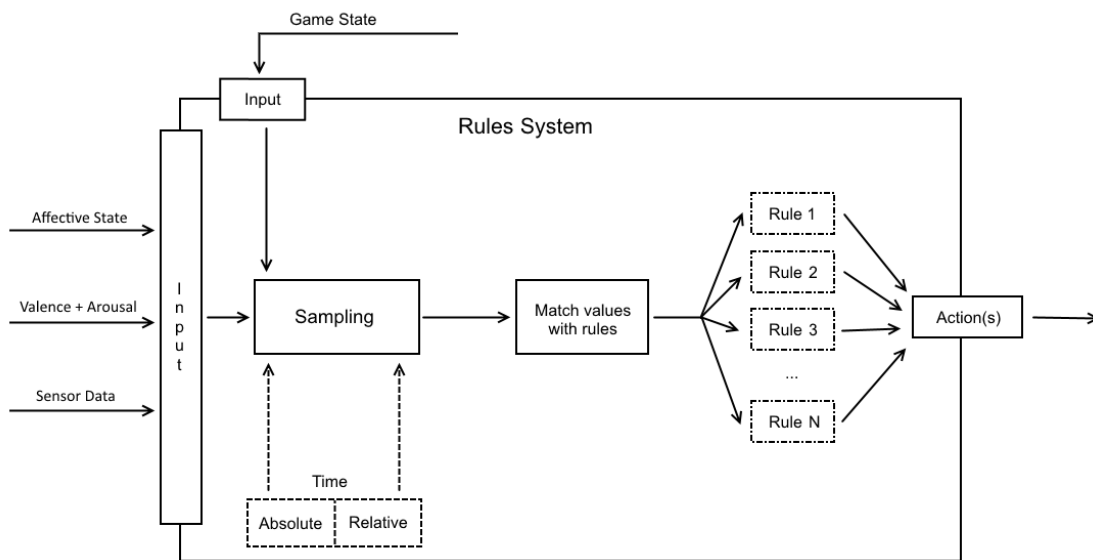 Game State
Input
Rules System
Affective State
Valence + Arousal
Sensor Data
Input
Sampling
Match values
with rules
Rule 1
Rule 2
Rule 3
...
Rule N
Action(s)
Time
Absolute
Relative